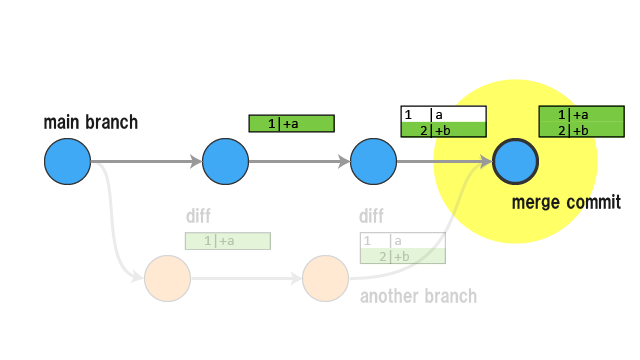 main branch
1|+a
1 |a
2|+b
1|+a
2|+b
merge commit
diff
1|+a
diff
1 |a
2|+b
another branch